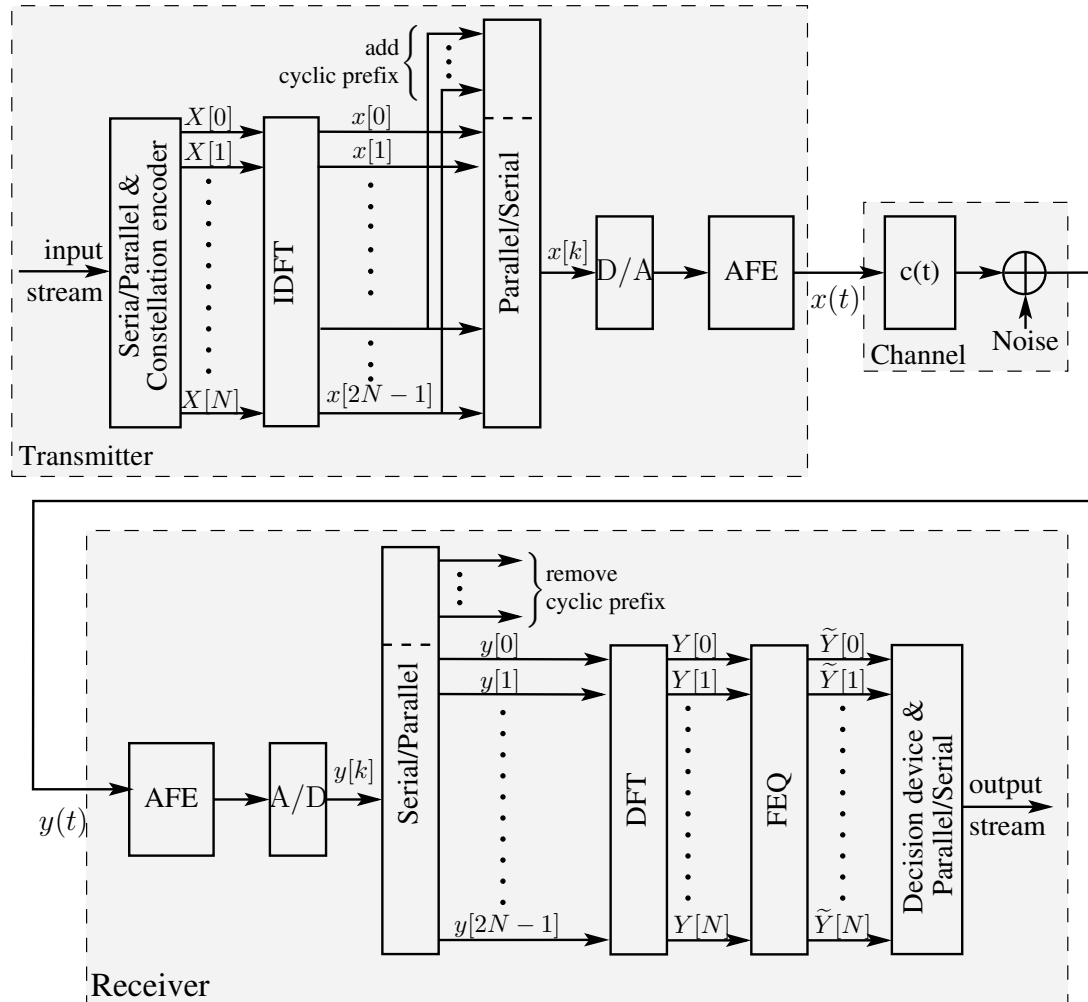 add
cyclic prefix
X[0]
X[1]
X[N]
x[0]
x[1]
x[2N − 1]
input
stream
Seria/Parallel &
Constellation encoder
IDFT
Parallel/Serial
x[k]
D/A
AFE
x(t)
c(t)
Noise
Channel
Transmitter
remove
cyclic prefix
y[0]
y[1]
y[2N − 1]
Y[0]
Y[1]
Y[N]
Ỹ[0]
Ỹ[1]
Ỹ[N]
y(t)
AFE
A/D
y[k]
Serial/Parallel
DFT
FEQ
Decision device &
Parallel/Serial
output
stream
Receiver